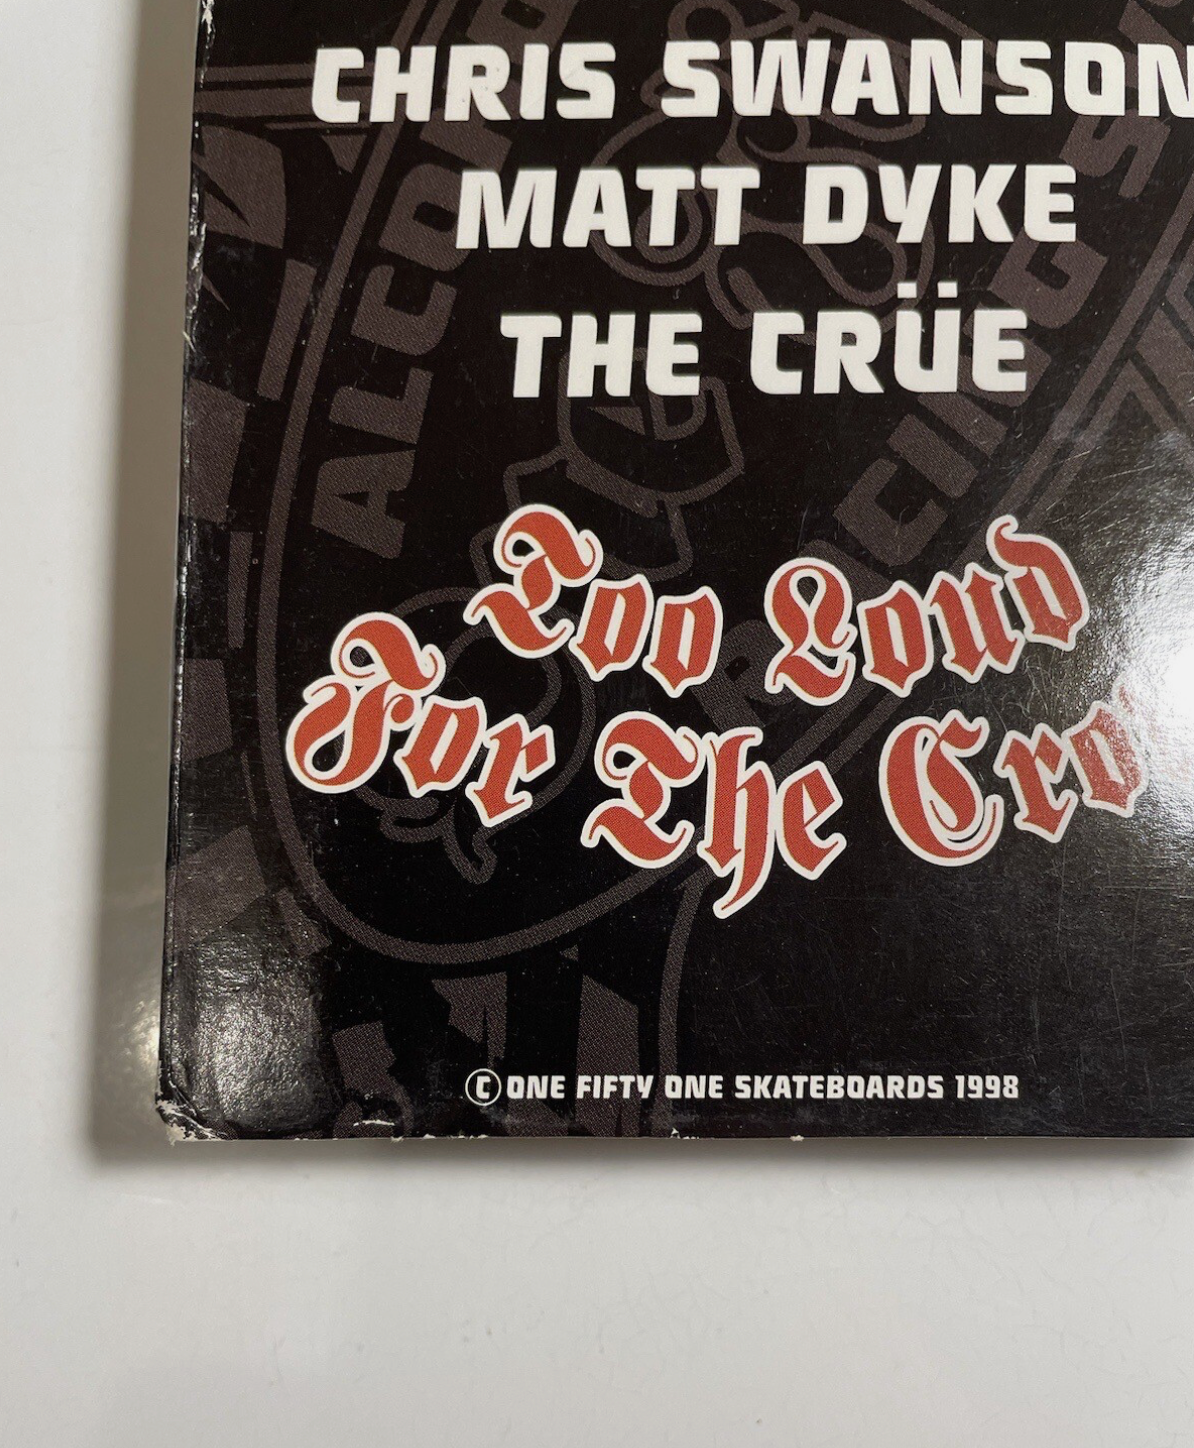 CHRIS SWANSON
MATT DYKE
THE CRÜE
Too Loud
For The
© ONE FIFTY ONE SKATEBOARDS 1998